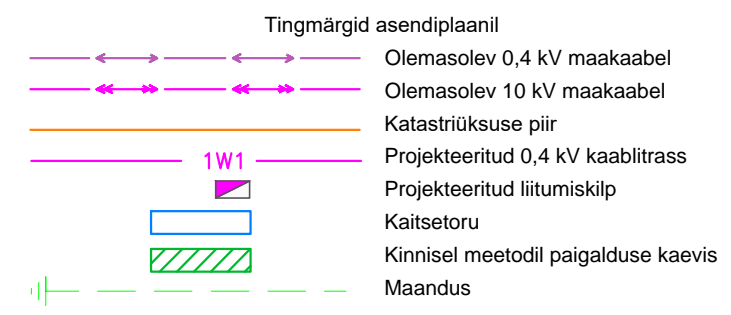 Tingmärgid asendiplaanil
Olemasolev 0,4 kV maakaabel
Olemasolev 10 kV maakaabel
Katastriüksuse piir
1W1 Projekteeritud 0,4 kV kaablitrass
Projekteeritud liitumiskilp
Kaitsetoru
Kinnisel meetodil paigalduse kaevis
Maandus